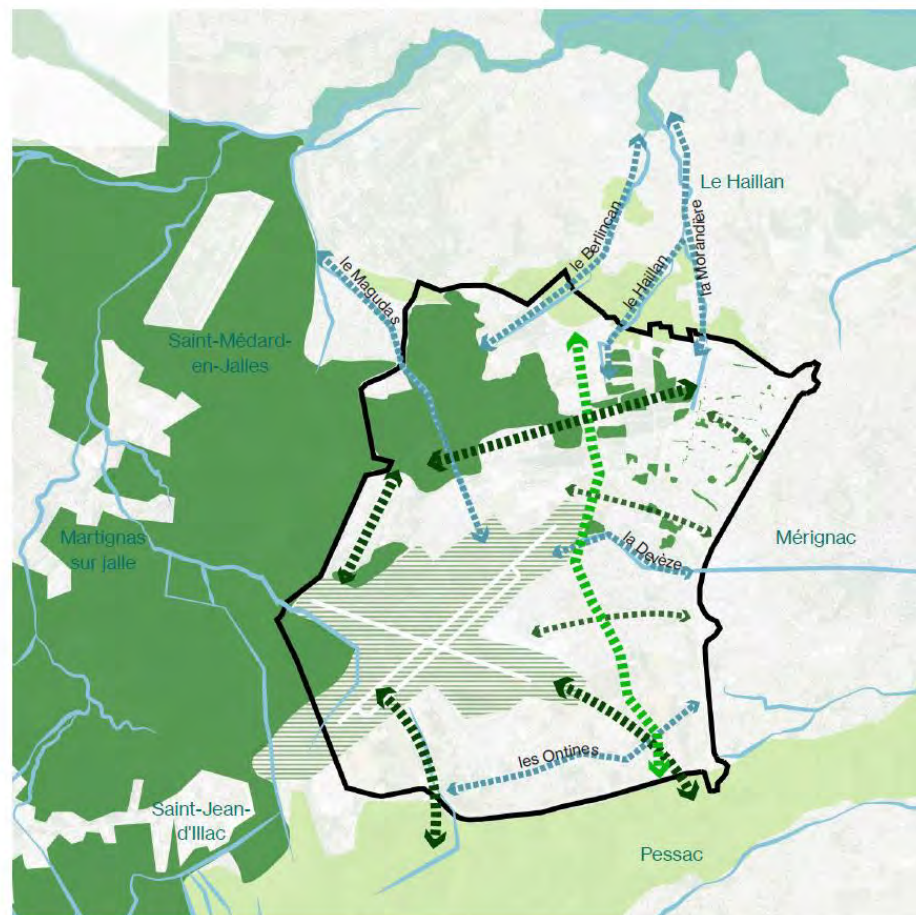 Le Haillan
le Berlincan
le Haillan
la Morandière
le Magudas
Saint-Médard-
en-Jalles
Martignas
sur jalle
la Devèze
Mérignac
les Ontines
Saint-Jean-
d'Illac
Pessac